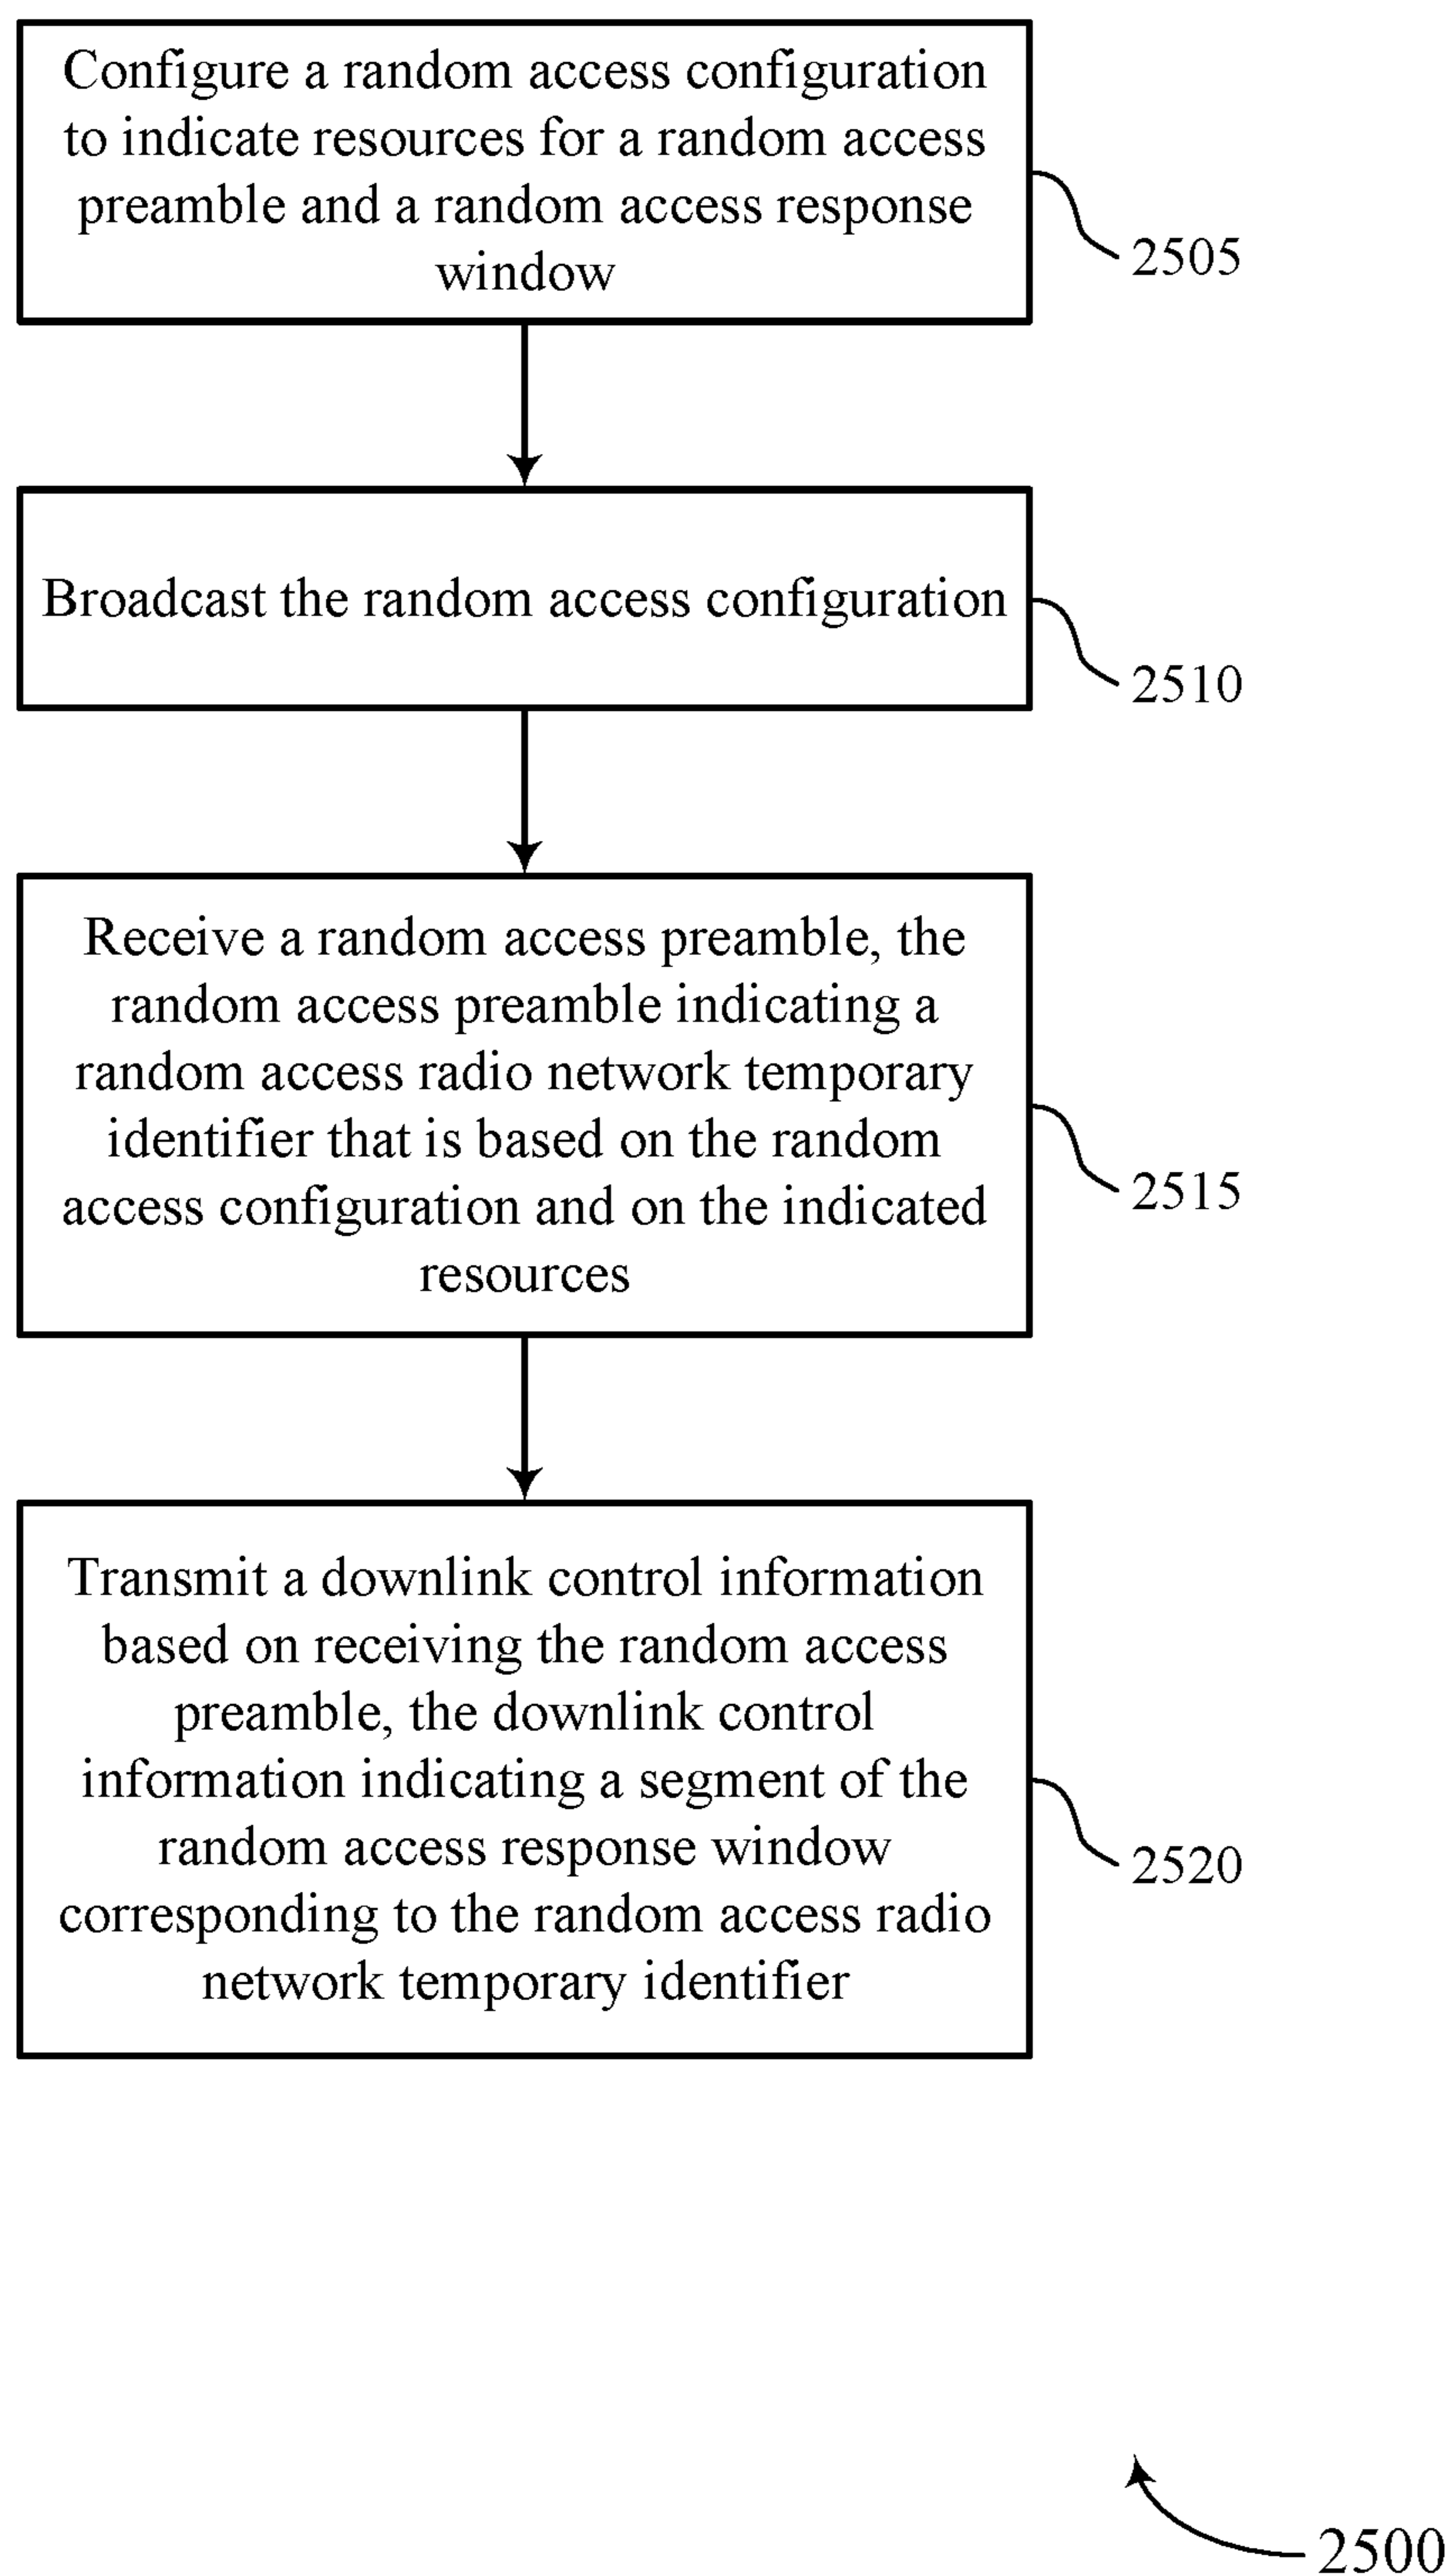 Configure a random access configuration
to indicate resources for a random access
preamble and a random access response
window
2505
Broadcast the random access configuration
2510
Receive a random access preamble, the
random access preamble indicating a
random access radio network temporary
identifier that is based on the random
access configuration and on the indicated
resources
2515
Transmit a downlink control information
based on receiving the random access
preamble, the downlink control
information indicating a segment of the
random access response window
corresponding to the random access radio
network temporary identifier
2520
2500